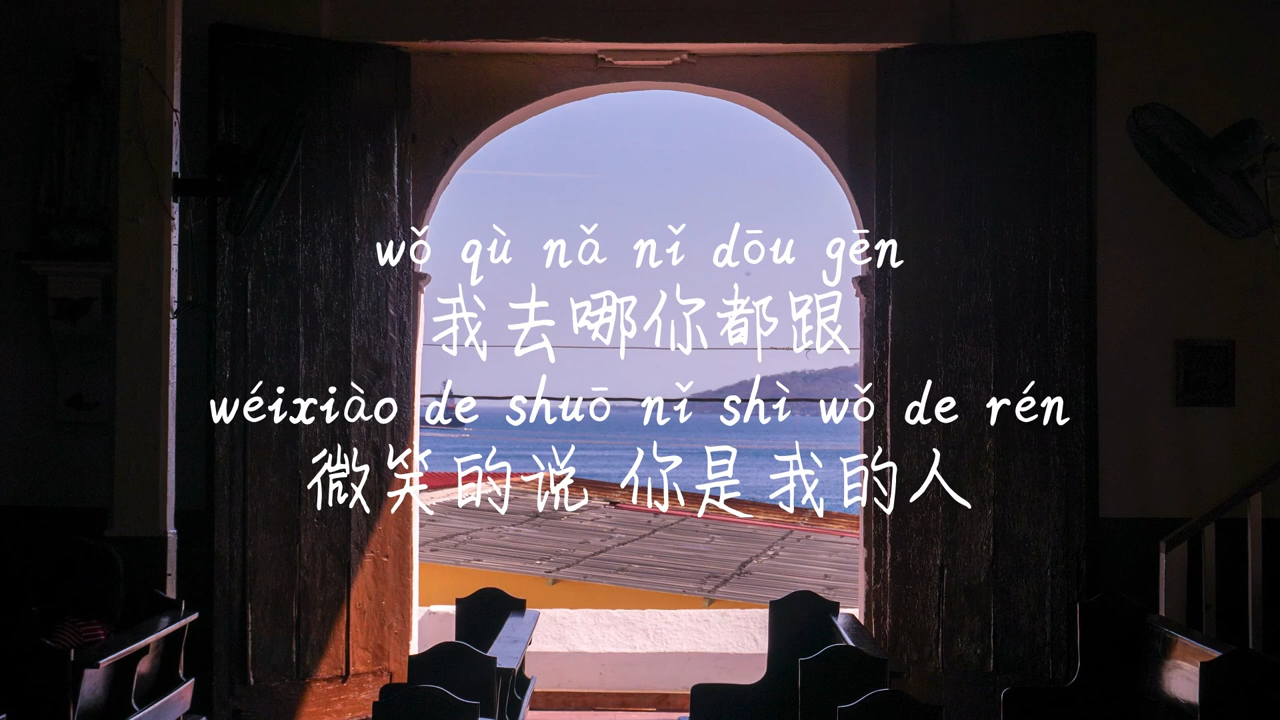 wǒ qù nǎ nǐ dōu gēn
我去哪你都跟
wéixiào de shuō nǐ shì wǒ de rén
微笑的说 你是我的人